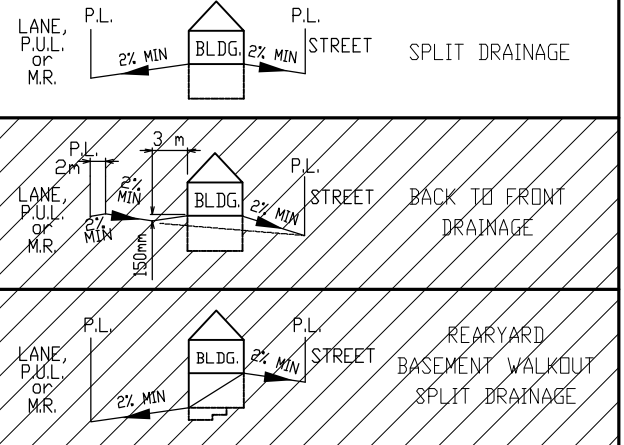 LANE,
P.U.L.
or
M.R.
P.L.
2% MIN
BLDG.
2% MIN
P.L.
STREET
SPLIT DRAINAGE
LANE,
P.U.L.
or
M.R.
P.L.
2m
3 m
2% MIN
2% MIN
150mm
BLDG.
2% MIN
P.L.
STREET
BACK TO FRONT
DRAINAGE
LANE,
P.U.L.
or
M.R.
P.L.
2% MIN
BLDG.
2% MIN
P.L.
STREET
REARYARD
BASEMENT WALKOUT
SPLIT DRAINAGE